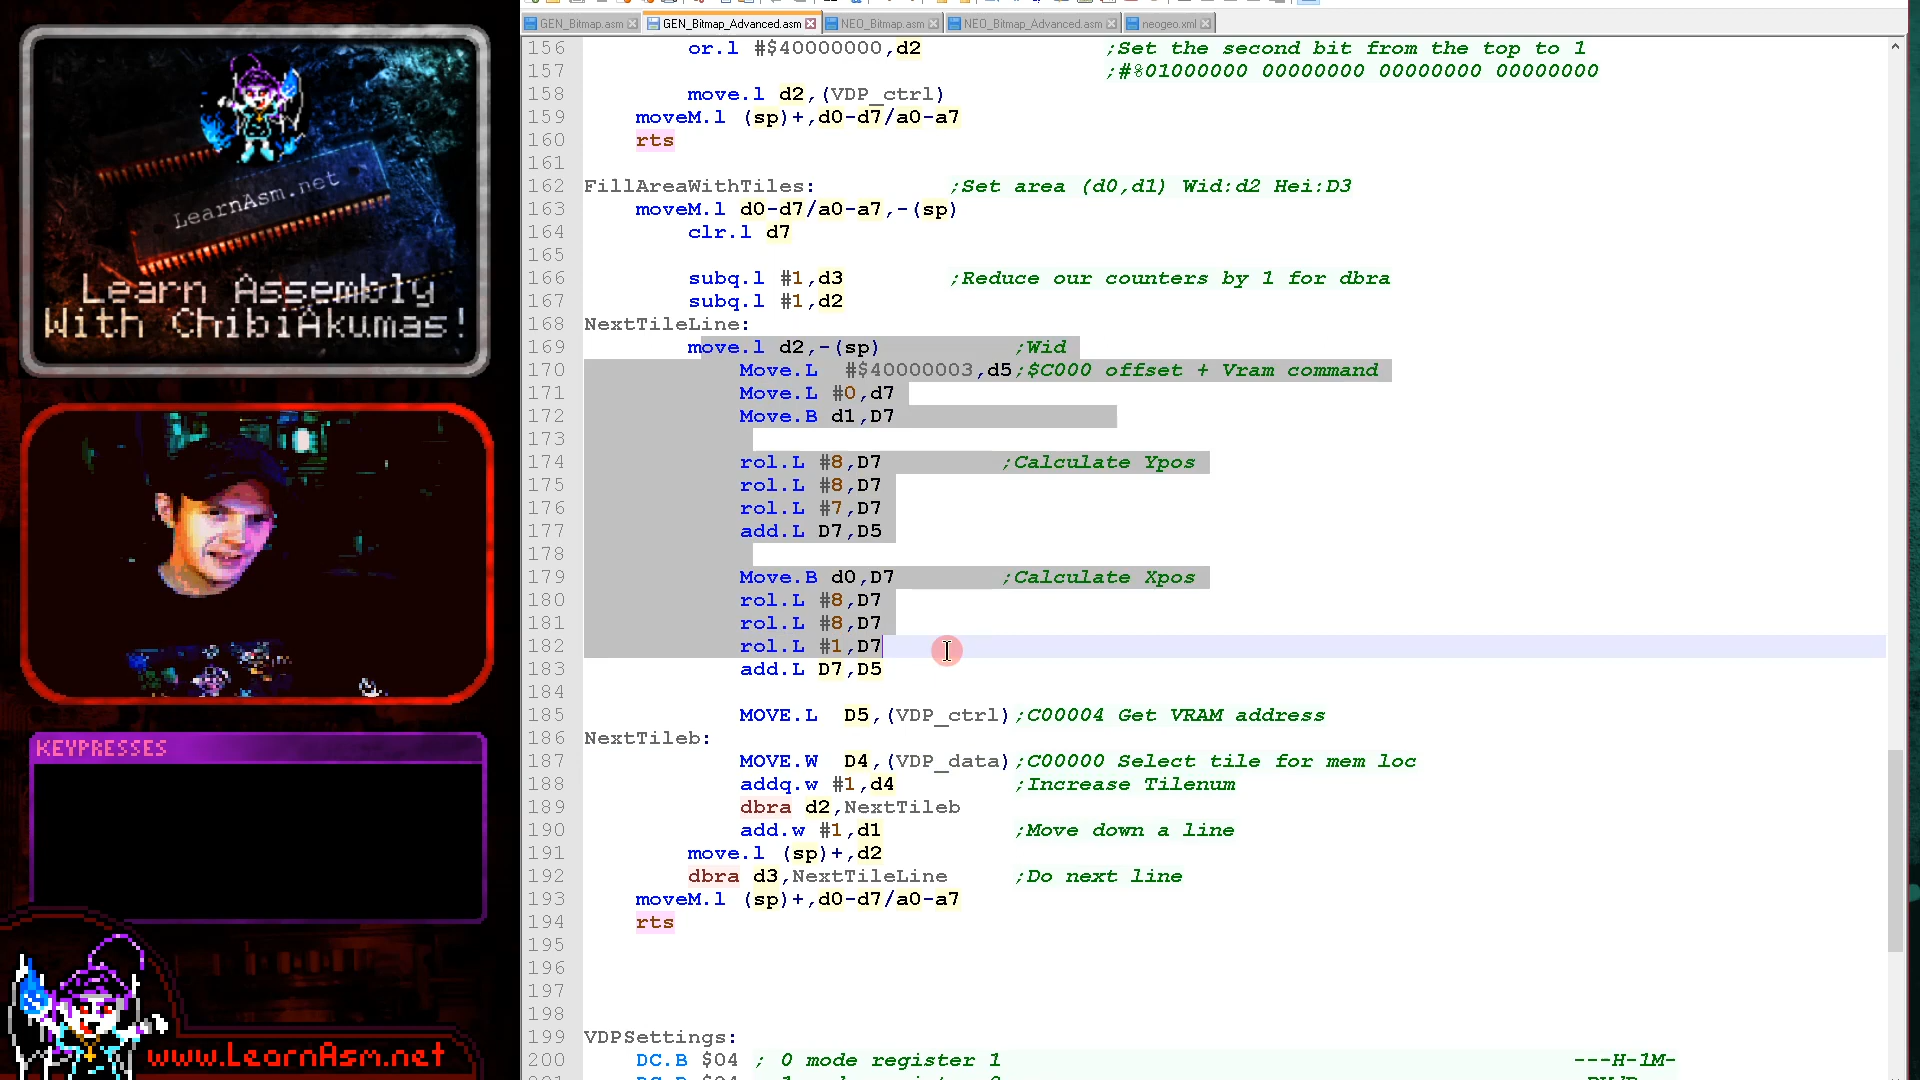 GEN_Bitmap.asm GEN_Bitmap_Advanced.asm NEO_Bitmap.asm NEO_Bitmap_Advanced.asm neogeo.xml
LearnAsm.net
Learn Assembly
With ChibiAkumas!
KEYPRESSES
www.LearnAsm.net
156 or.l #$40000000,d2 ;Set the second bit from the top to 1
157 ;#%01000000 00000000 00000000 00000000
158 move.l d2,(VDP_ctrl)
159 moveM.l (sp)+,d0-d7/a0-a7
160 rts
161
162 FillAreaWithTiles: ;Set area (d0,d1) Wid:d2 Hei:D3
163 moveM.l d0-d7/a0-a7,-(sp)
164 clr.l d7
165
166 subq.l #1,d3 ;Reduce our counters by 1 for dbra
167 subq.l #1,d2
168 NextTileLine:
169 move.l d2,-(sp) ;Wid
170 Move.L #$40000003,d5;$C000 offset + Vram command
171 Move.L #0,d7
172 Move.B d1,D7
173
174 rol.L #8,D7 ;Calculate Ypos
175 rol.L #8,D7
176 rol.L #7,D7
177 add.L D7,D5
178
179 Move.B d0,D7 ;Calculate Xpos
180 rol.L #8,D7
181 rol.L #8,D7
182 rol.L #1,D7
183 add.L D7,D5
184
185 MOVE.L D5,(VDP_ctrl);C00004 Get VRAM address
186 NextTileb:
187 MOVE.W D4,(VDP_data);C00000 Select tile for mem loc
188 addq.w #1,d4 ;Increase Tilenum
189 dbra d2,NextTileb
190 add.w #1,d1 ;Move down a line
191 move.l (sp)+,d2
192 dbra d3,NextTileLine ;Do next line
193 moveM.l (sp)+,d0-d7/a0-a7
194 rts
195
196
197
198
199 VDPSettings:
200 DC.B $04 ; 0 mode register 1 ---H-1M-